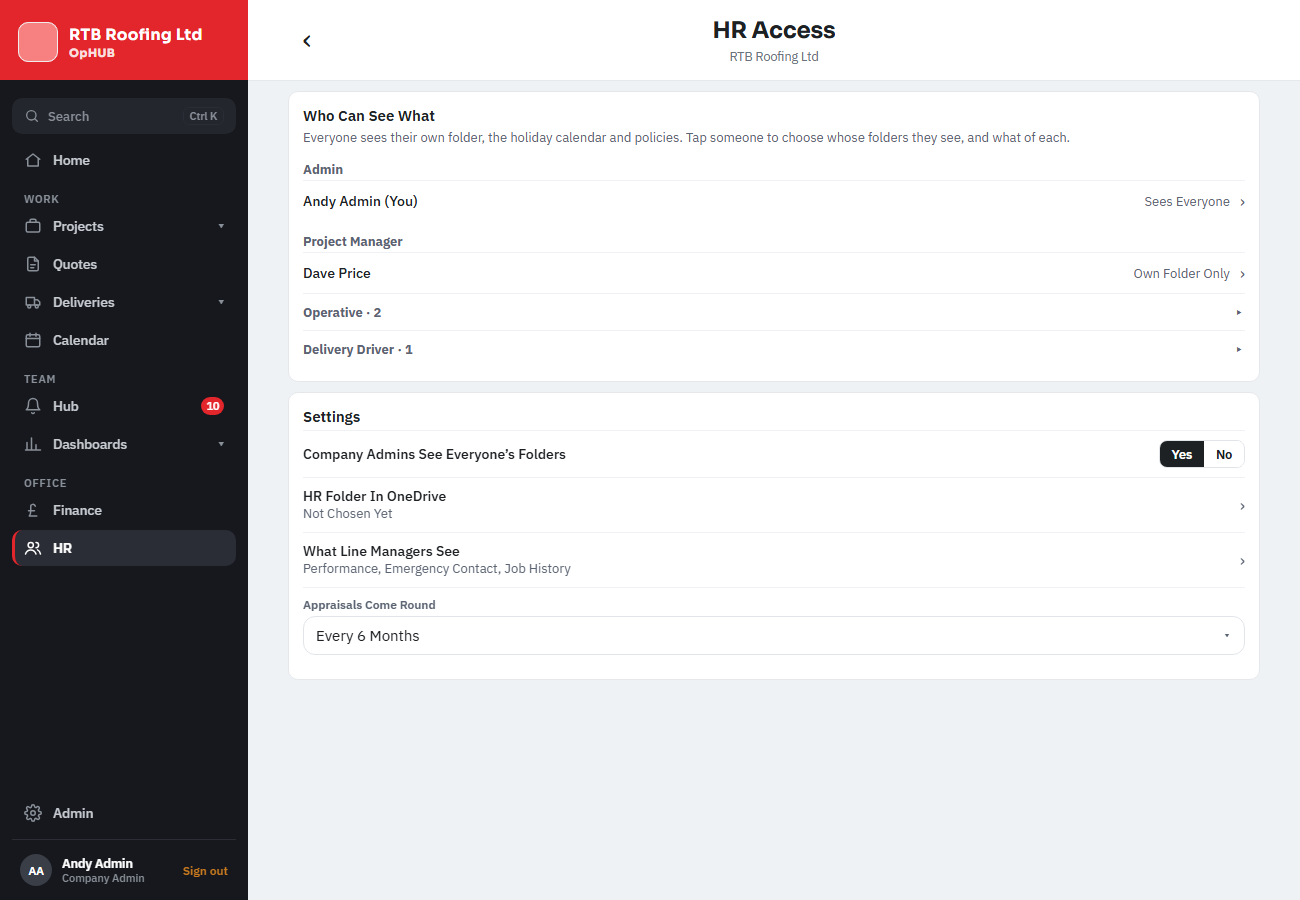 RTB Roofing Ltd
OpHUB
Search
Ctrl K
Home
WORK
Projects
Quotes
Deliveries
Calendar
TEAM
Hub
10
Dashboards
OFFICE
Finance
HR
Admin
AA
Andy Admin
Company Admin
Sign out
HR Access
RTB Roofing Ltd
Who Can See What
Everyone sees their own folder, the holiday calendar and policies. Tap someone to choose whose folders they see, and what of each.
Admin
Andy Admin (You)
Sees Everyone
Project Manager
Dave Price
Own Folder Only
Operative · 2
Delivery Driver · 1
Settings
Company Admins See Everyone’s Folders
Yes
No
HR Folder In OneDrive
Not Chosen Yet
What Line Managers See
Performance, Emergency Contact, Job History
Appraisals Come Round
Every 6 Months